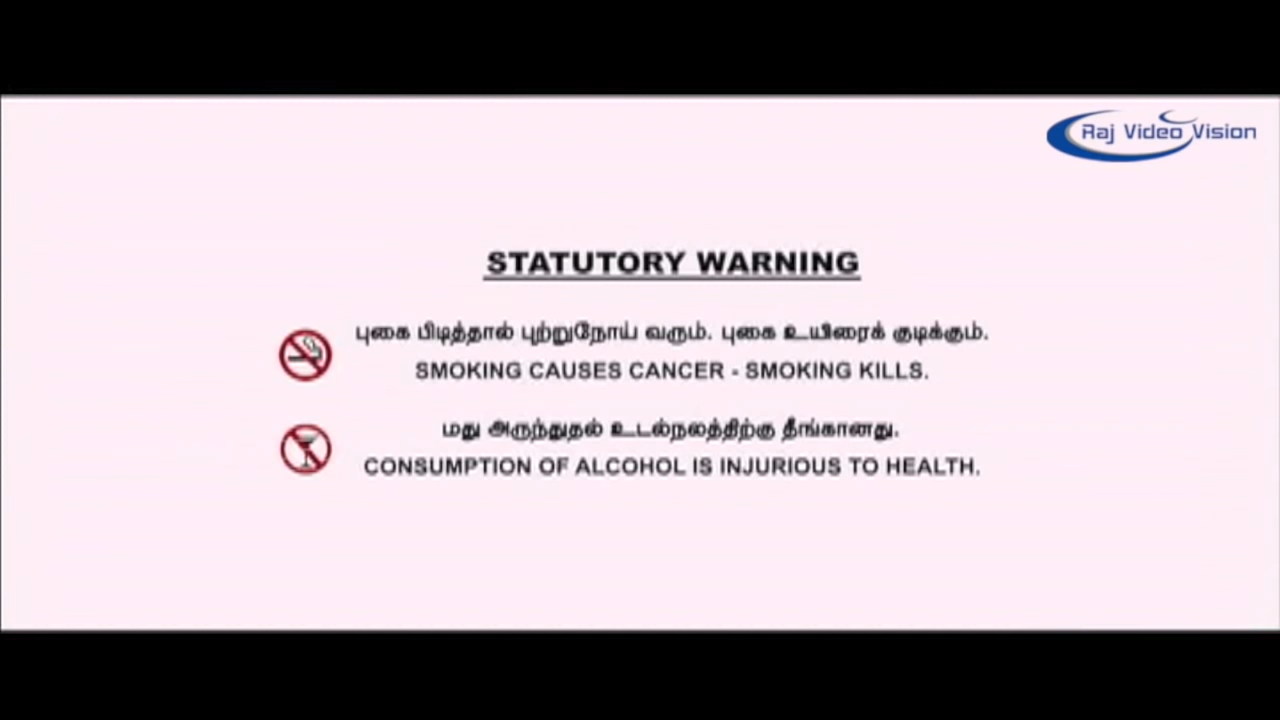 Raj Video Vision
STATUTORY WARNING
புகை பிடித்தால் புற்றுநோய் வரும். புகை உயிரைக் குடிக்கும்.
SMOKING CAUSES CANCER - SMOKING KILLS.
மது அருந்துதல் உடல்நலத்திற்கு தீங்கானது.
CONSUMPTION OF ALCOHOL IS INJURIOUS TO HEALTH.